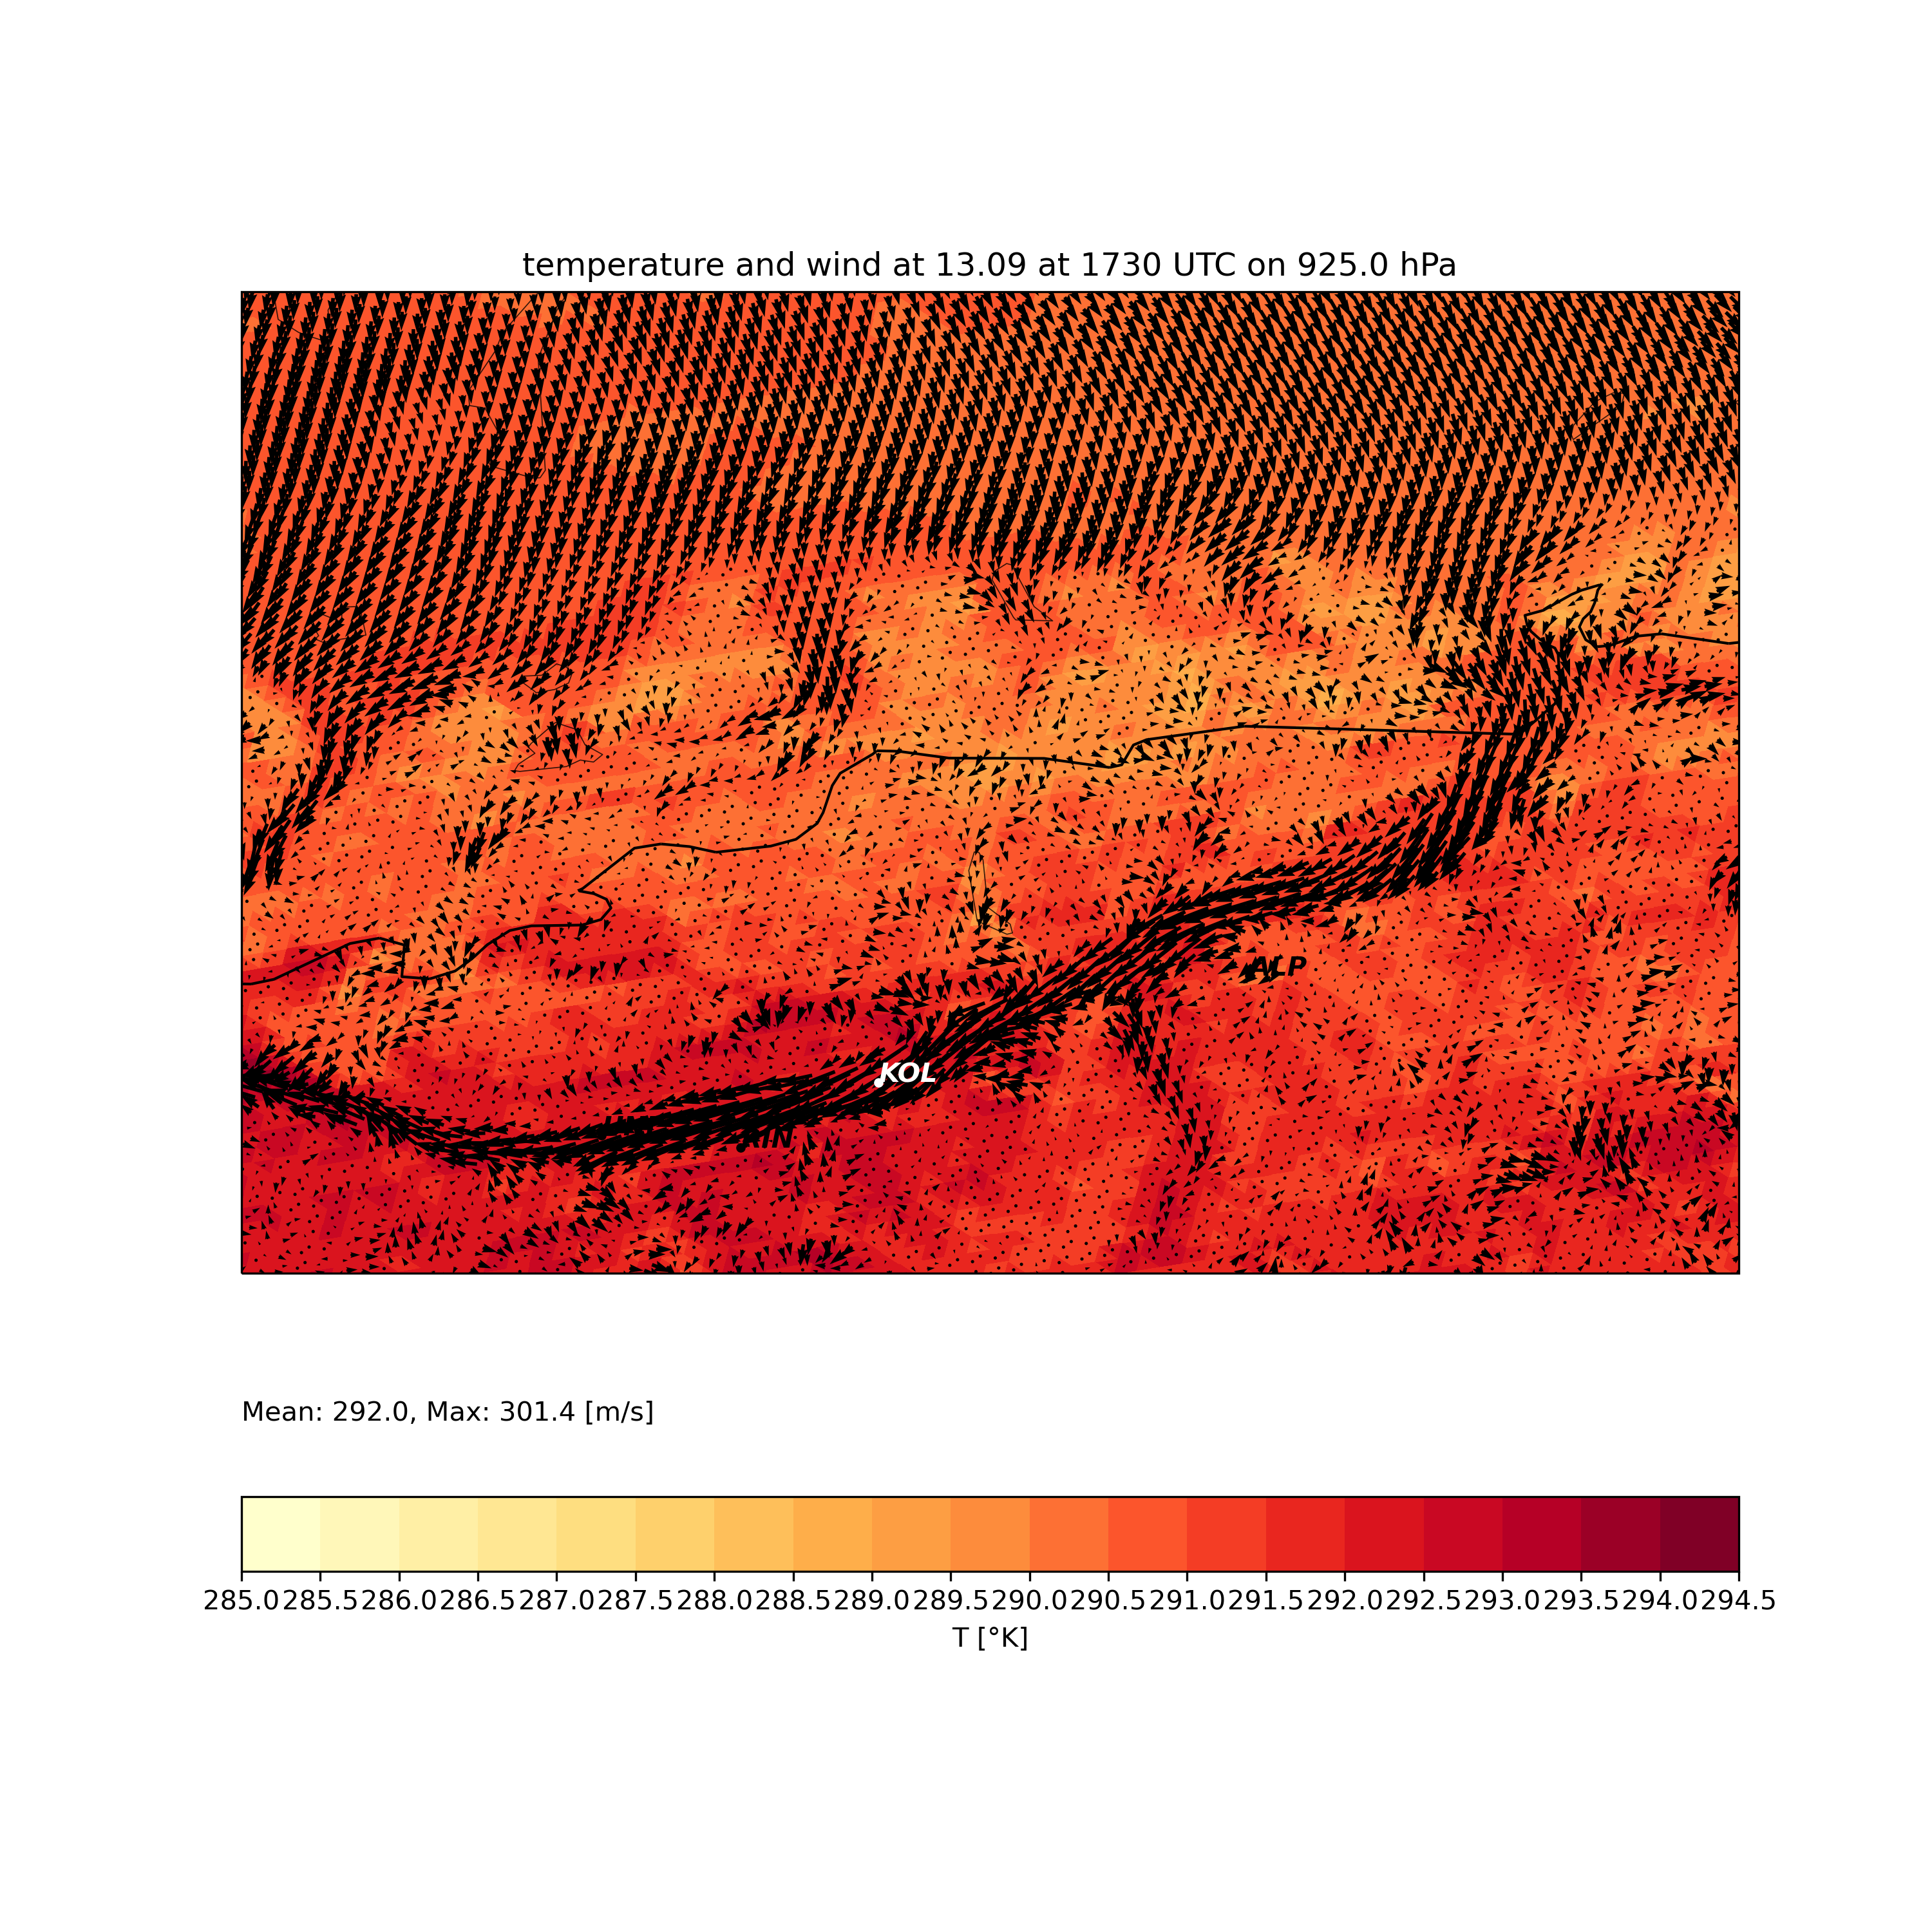 temperature and wind at 13.09 at 1730 UTC on 925.0 hPa
ALP
KOL
Mean: 292.0, Max: 301.4 [m/s]
285.0 285.5 286.0 286.5 287.0 287.5 288.0 288.5 289.0 289.5 290.0 290.5 291.0 291.5 292.0 292.5 293.0 293.5 294.0 294.5
T [°K]